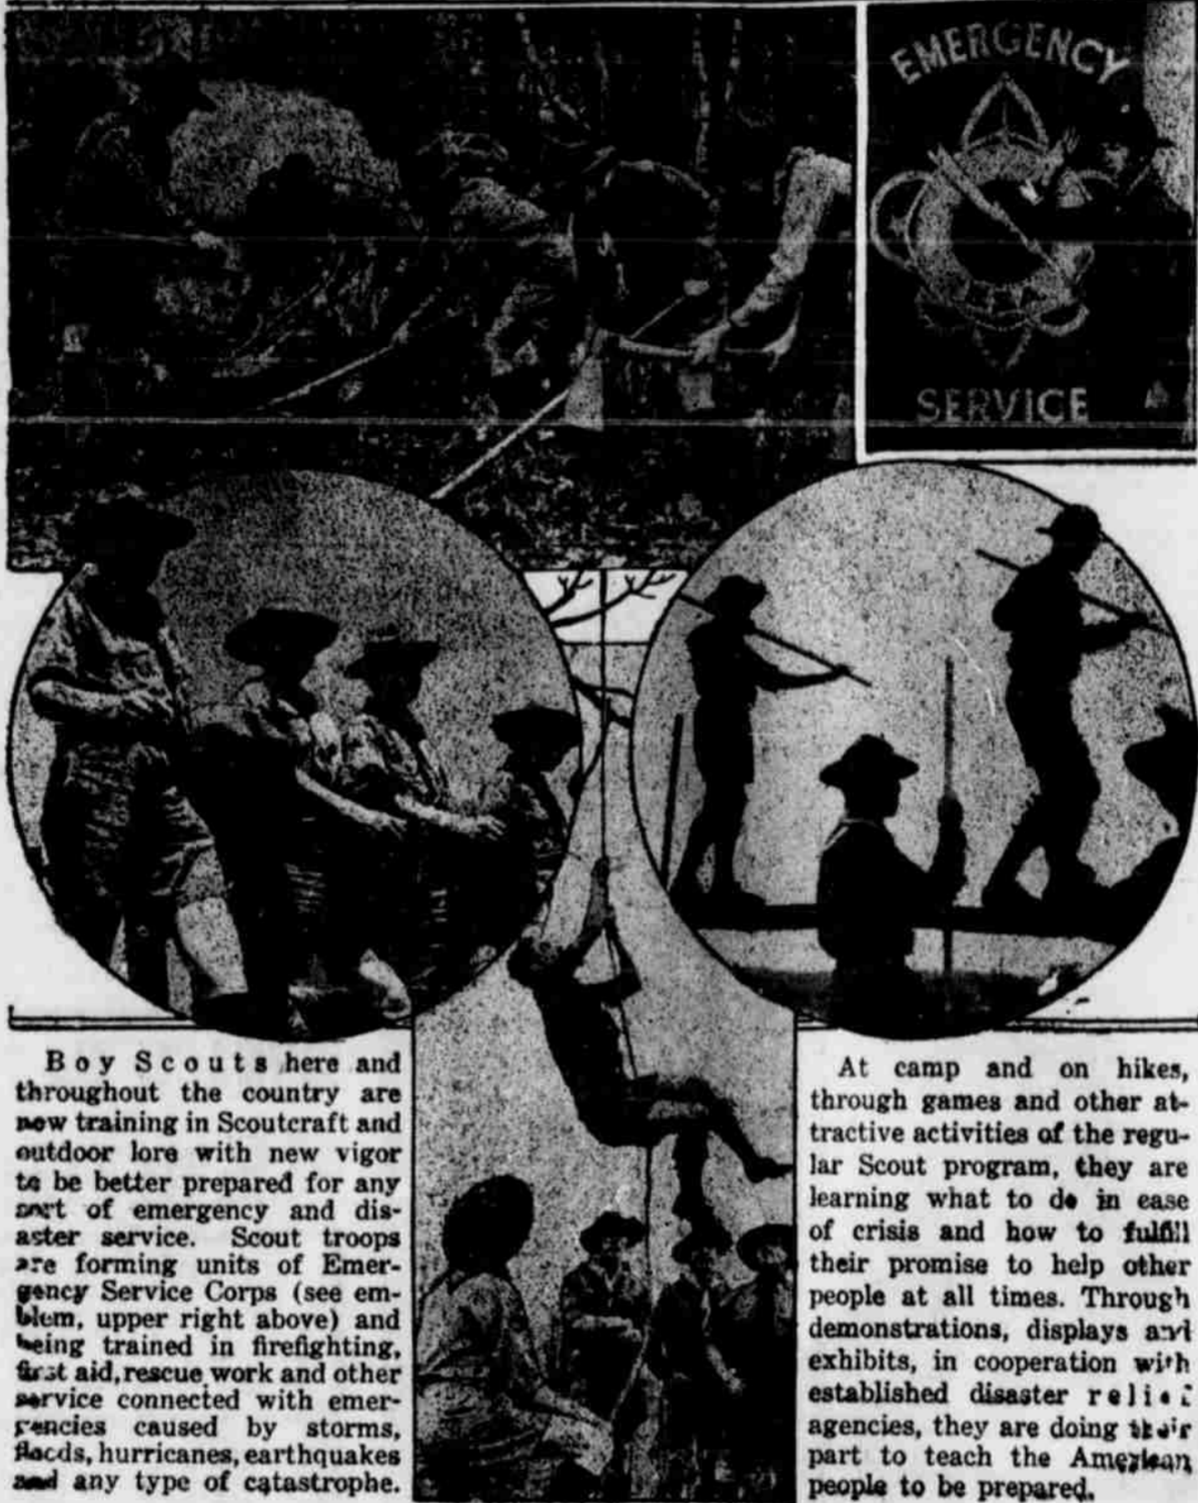 EMERGENCY
SERVICE
Boy Scouts here and
throughout the country are
now training in Scoutcraft and
outdoor lore with new vigor
to be better prepared for any
sort of emergency and dis-
aster service. Scout troops
are forming units of Emer-
gency Service Corps (see em-
blem, upper right above) and
being trained in firefighting,
first aid, rescue work and other
service connected with emer-
gencies caused by storms,
floods, hurricanes, earthquakes
and any type of catastrophe.
At camp and on hikes,
through games and other at-
tractive activities of the regu-
lar Scout program, they are
learning what to do in ease
of crisis and how to fulfill
their promise to help other
people at all times. Through
demonstrations, displays and
exhibits, in cooperation with
established disaster relief
agencies, they are doing their
part to teach the American
people to be prepared.